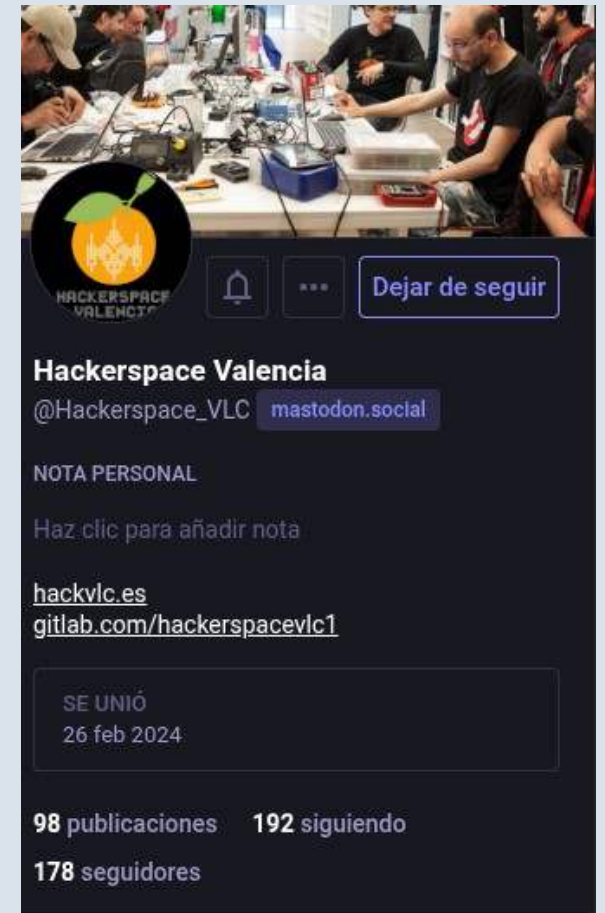 HACKERSPACE
VALENCIA
Dejar de seguir
Hackerspace Valencia
@Hackerspace_VLC mastodon.social
NOTA PERSONAL
Haz clic para añadir nota
hackvlc.es
gitlab.com/hackerspacevlc1
SE UNIÓ
26 feb 2024
98 publicaciones 192 siguiendo
178 seguidores